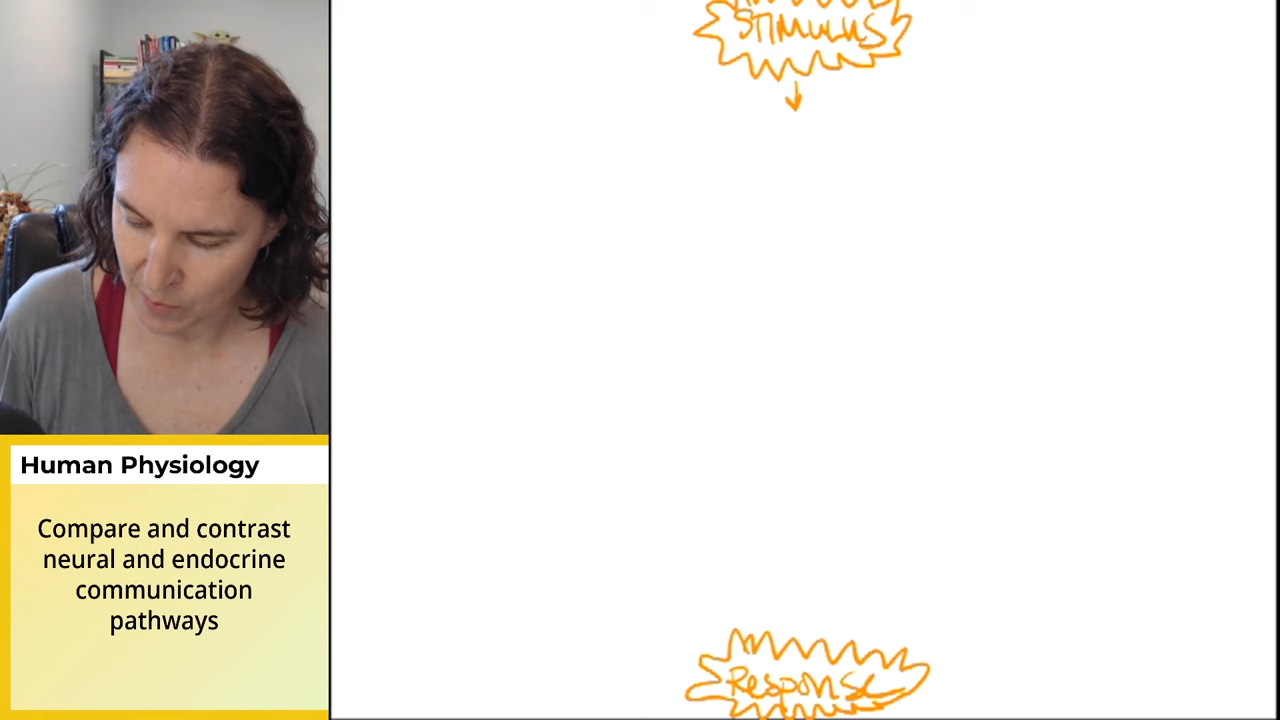 STIMULUS
Human Physiology
Compare and contrast
neural and endocrine
communication
pathways
Response